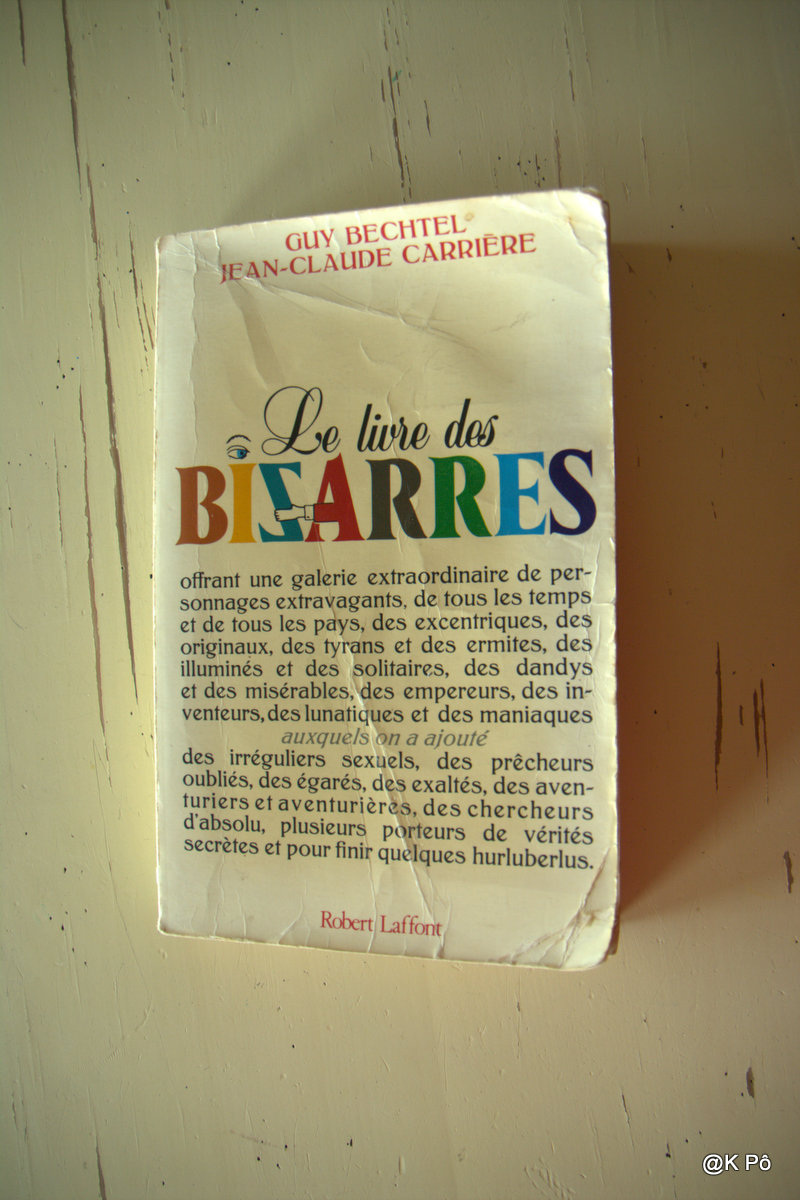 GUY BECHTEL
JEAN-CLAUDE CARRIÈRE
Le livre des
BIZARRES
offrant une galerie extraordinaire de per-
sonnages extravagants, de tous les temps
et de tous les pays, des excentriques, des
originaux, des tyrans et des ermites, des
illuminés et des solitaires, des dandys
et des misérables, des empereurs, des in-
venteurs, des lunatiques et des maniaques
auxquels on a ajouté
des irréguliers sexuels, des prêcheurs
oubliés, des égarés, des exaltés, des aven-
turiers et aventurières, des chercheurs
d'absolu, plusieurs porteurs de vérités
secrètes et pour finir quelques hurluberlus.
Robert Laffont
@K Pô